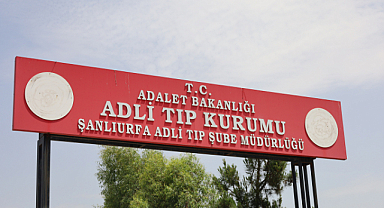 T.C.
ADALET BAKANLIĞI
ADLİ TIP KURUMU
ŞANLIURFA ADLİ TIP ŞUBE MÜDÜRLÜĞÜ